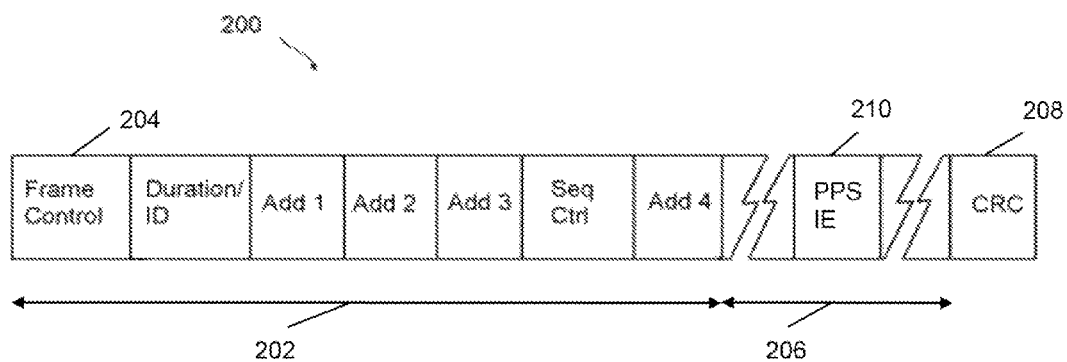 200
204
210
208
Frame
Control
Duration/
ID
Add 1
Add 2
Add 3
Seq
Ctrl
Add 4
PPS
IE
CRC
202
206